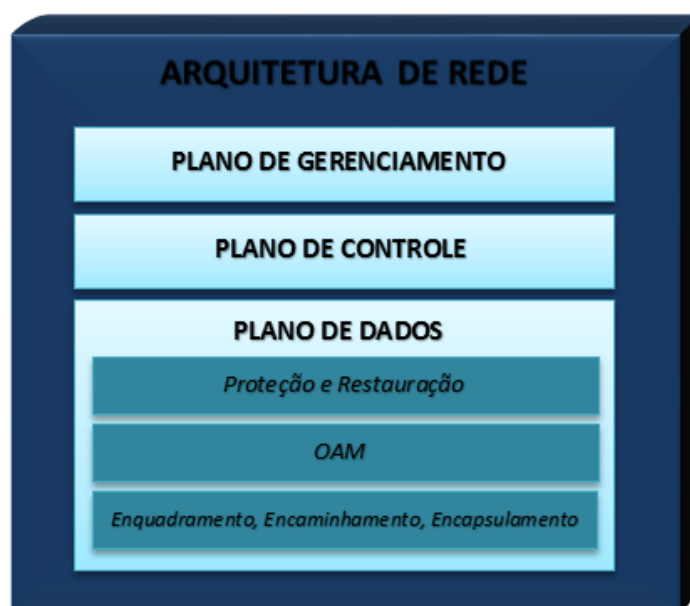 ARQUITETURA DE REDE
PLANO DE GERENCIAMENTO
PLANO DE CONTROLE
PLANO DE DADOS
Proteção e Restauração
OAM
Enquadramento, Encaminhamento, Encapsulamento